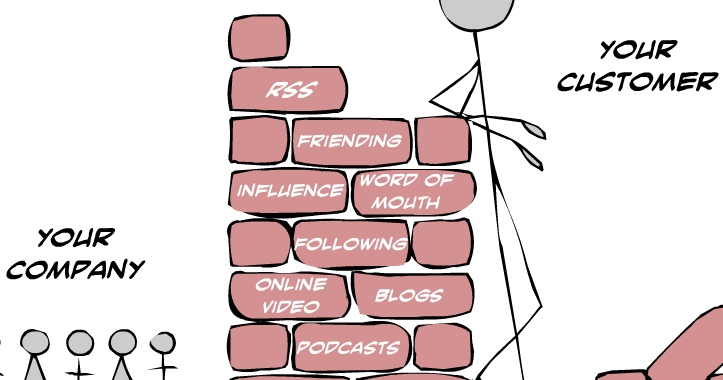 YOUR
CUSTOMER
RSS
FRIENDING
INFLUENCE
WORD OF
MOUTH
FOLLOWING
YOUR
COMPANY
ONLINE
VIDEO
BLOGS
PODCASTS